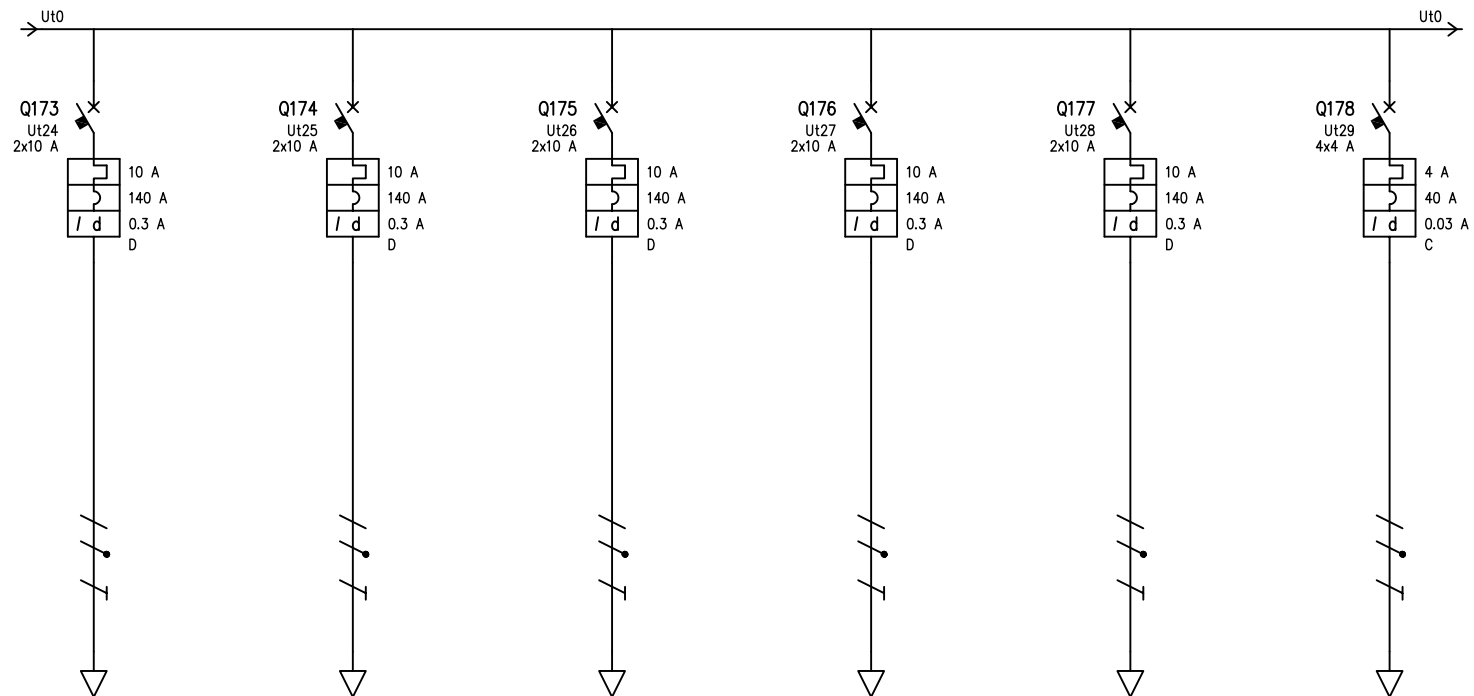 Ut0
Ut0
Q173
Ut24
2x10 A
10 A
140 A
I d
0.3 A
D
Q174
Ut25
2x10 A
10 A
140 A
I d
0.3 A
D
Q175
Ut26
2x10 A
10 A
140 A
I d
0.3 A
D
Q176
Ut27
2x10 A
10 A
140 A
I d
0.3 A
D
Q177
Ut28
2x10 A
10 A
140 A
I d
0.3 A
D
Q178
Ut29
4x4 A
4 A
40 A
I d
0.03 A
C